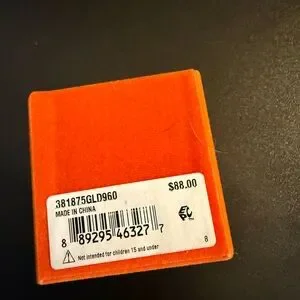 381875GLD960 $88.00
MADE IN CHINA
8 89295 46327 7
Not intended for children 15 and under
8